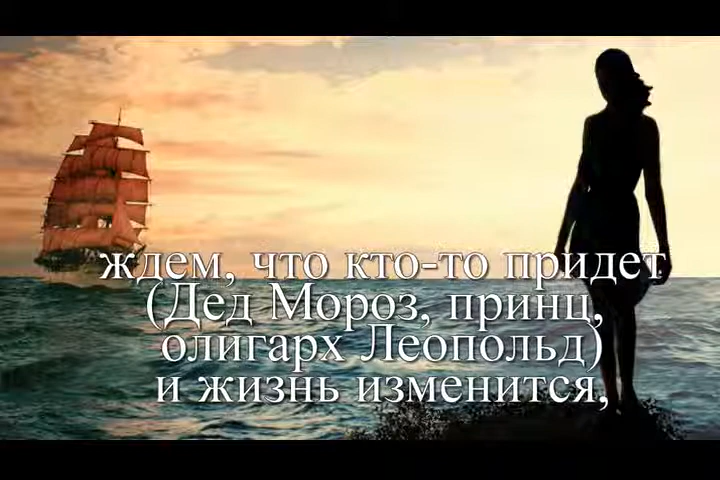 ждем, что кто-то придет
(Дед Мороз, принц,
олигарх Леопольд)
и жизнь изменится,